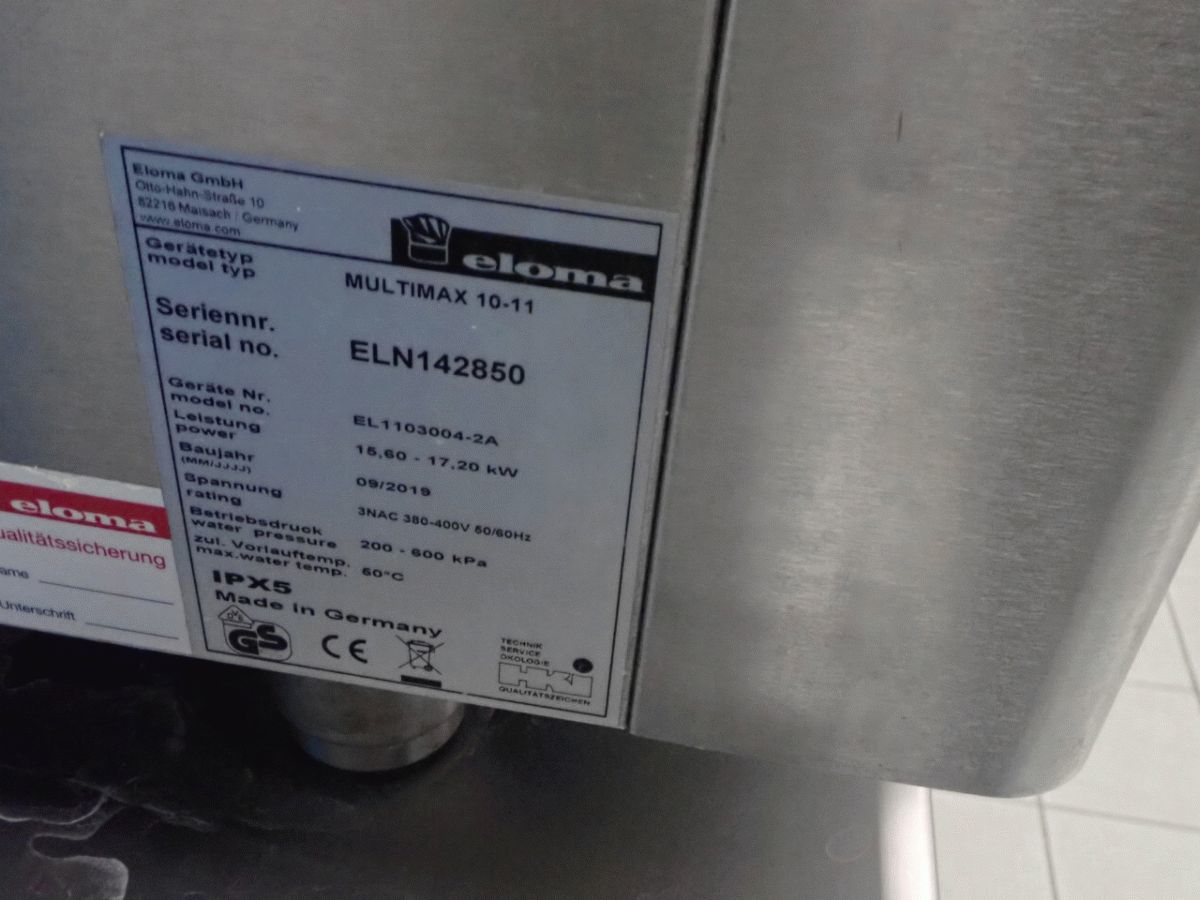 Eloma GmbH
Otto-Hahn-Straße 10
82216 Maisach / Germany
www.eloma.com
eloma
Gerätetyp
model typ
MULTIMAX 10-11
Seriennr.
serial no.
ELN142850
Geräte Nr.
model no.
EL1103004-2A
Leistung
power
15,60 - 17,20 kW
Baujahr
(MM/JJJJ)
09/2019
Spannung
rating
3NAC 380-400V 50/60Hz
Betriebsdruck
water pressure
200 - 600 kPa
zul. Vorlauftemp.
max.water temp.
50°C
IPX5
Made in Germany
GS
CE
TECHNIK
SERVICE
ÖKOLOGIE
HKI
QUALITÄTSZEICHEN
eloma
ualitätssicherung
ame
Unterschrift